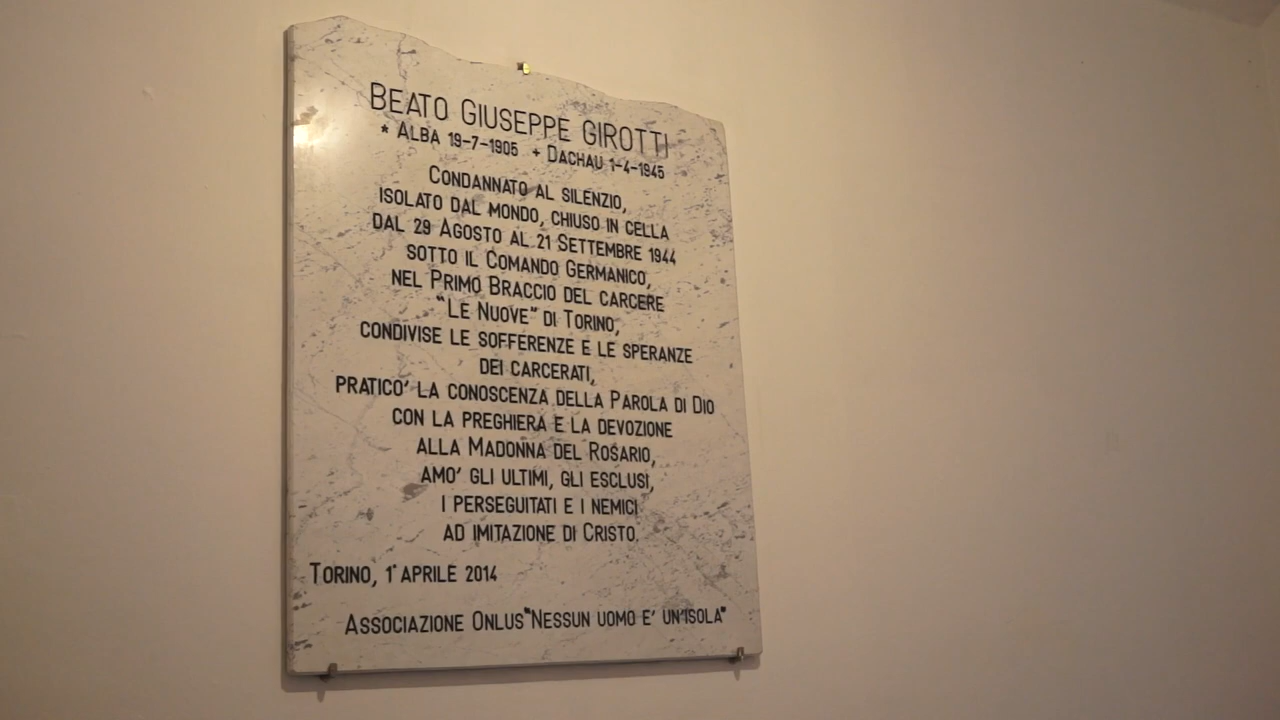 BEATO GIUSEPPE GIROTTI
* ALBA 19-7-1905 + DACHAU 1-4-1945
CONDANNATO AL SILENZIO,
ISOLATO DAL MONDO, CHIUSO IN CELLA
DAL 29 AGOSTO AL 21 SETTEMBRE 1944
SOTTO IL COMANDO GERMANICO,
NEL PRIMO BRACCIO DEL CARCERE
"LE NUOVE" DI TORINO,
CONDIVISE LE SOFFERENZE E LE SPERANZE
DEI CARCERATI,
PRATICO' LA CONOSCENZA DELLA PAROLA DI DIO
CON LA PREGHIERA E LA DEVOZIONE
ALLA MADONNA DEL ROSARIO,
AMO' GLI ULTIMI, GLI ESCLUSI,
I PERSEGUITATI E I NEMICI
AD IMITAZIONE DI CRISTO.
TORINO, 1° APRILE 2014
ASSOCIAZIONE ONLUS "NESSUN UOMO E' UN'ISOLA"